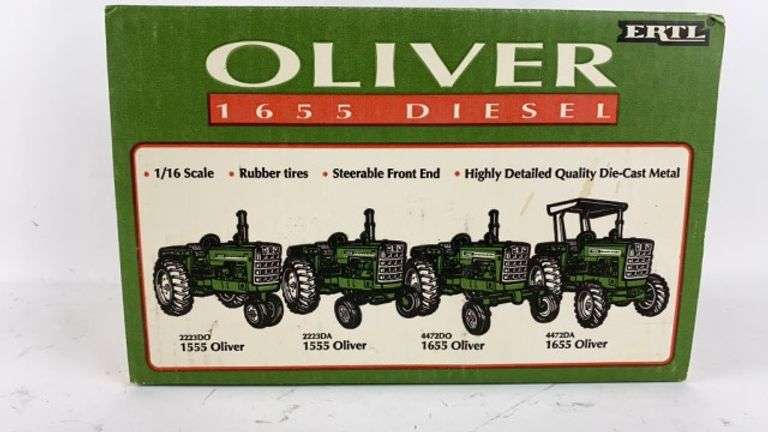 ERTL
OLIVER
1655 DIESEL
• 1/16 Scale • Rubber tires • Steerable Front End • Highly Detailed Quality Die-Cast Metal
2223DO 2223DA 4472DO 4472DA
1555 Oliver 1555 Oliver 1655 Oliver 1655 Oliver